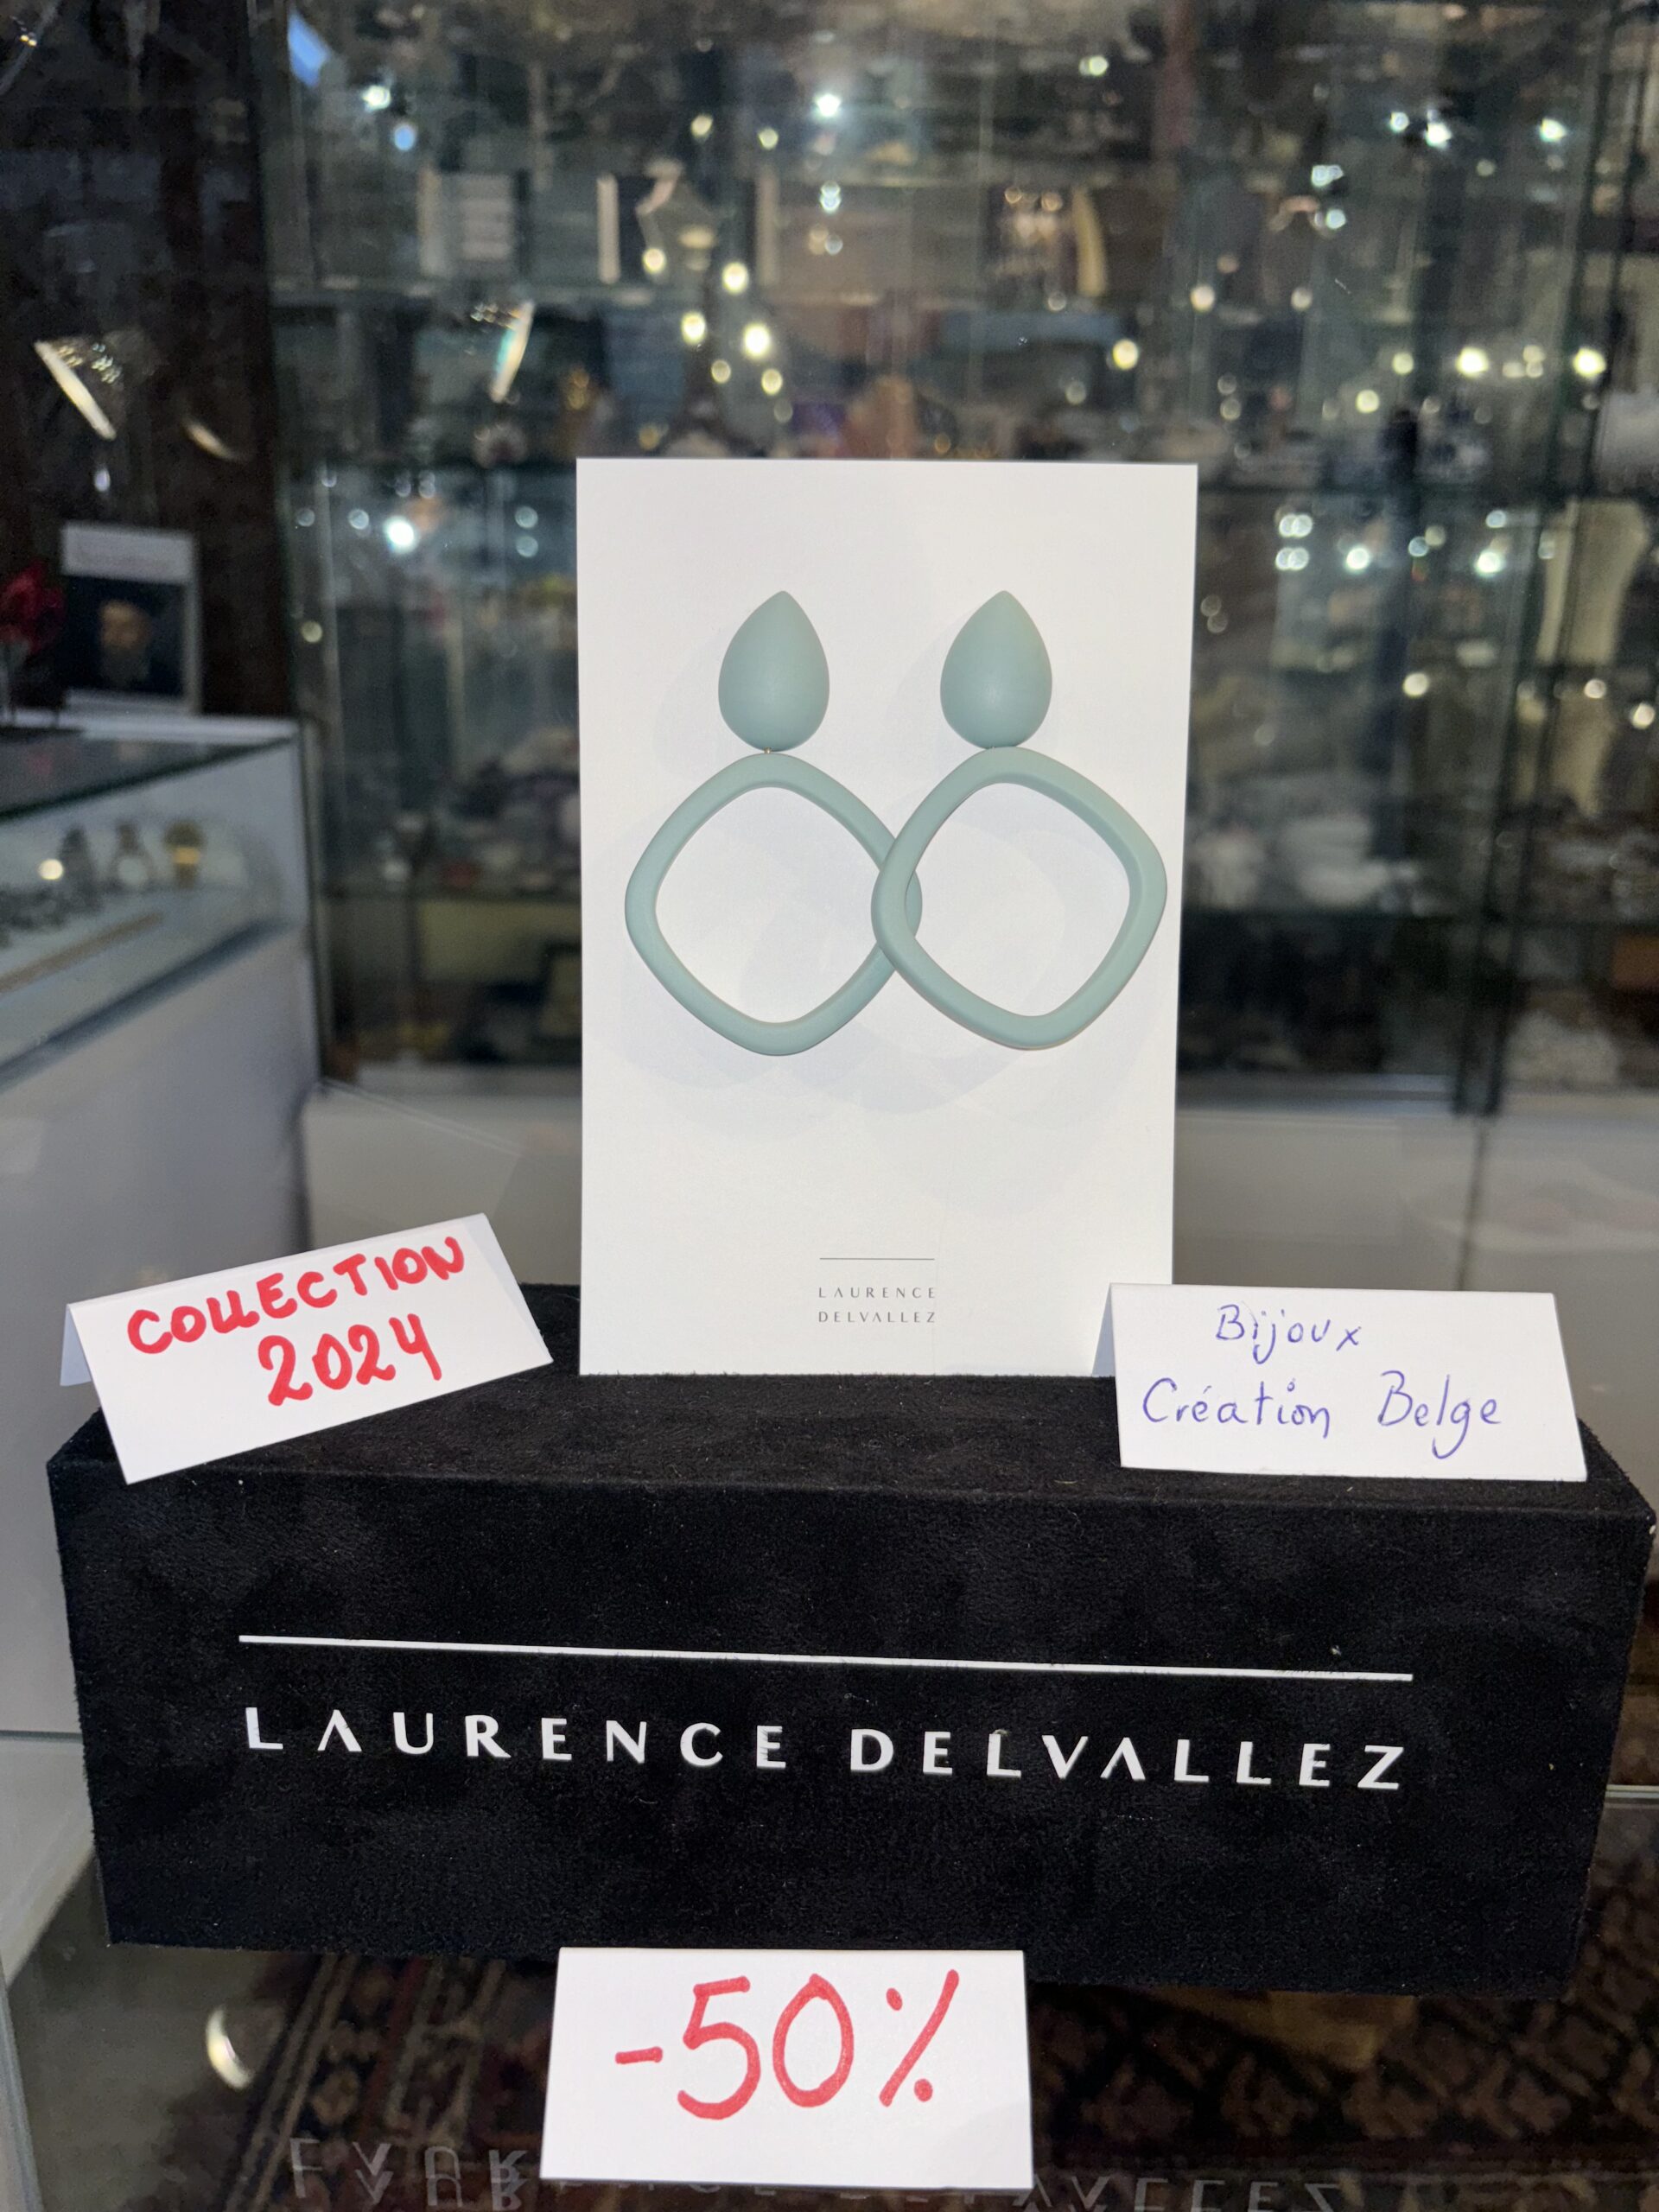 LAURENCE
DELVALLEZ
COLLECTION
2024
Bijoux
Création Belge
LAURENCE DELVALLEZ
-50%